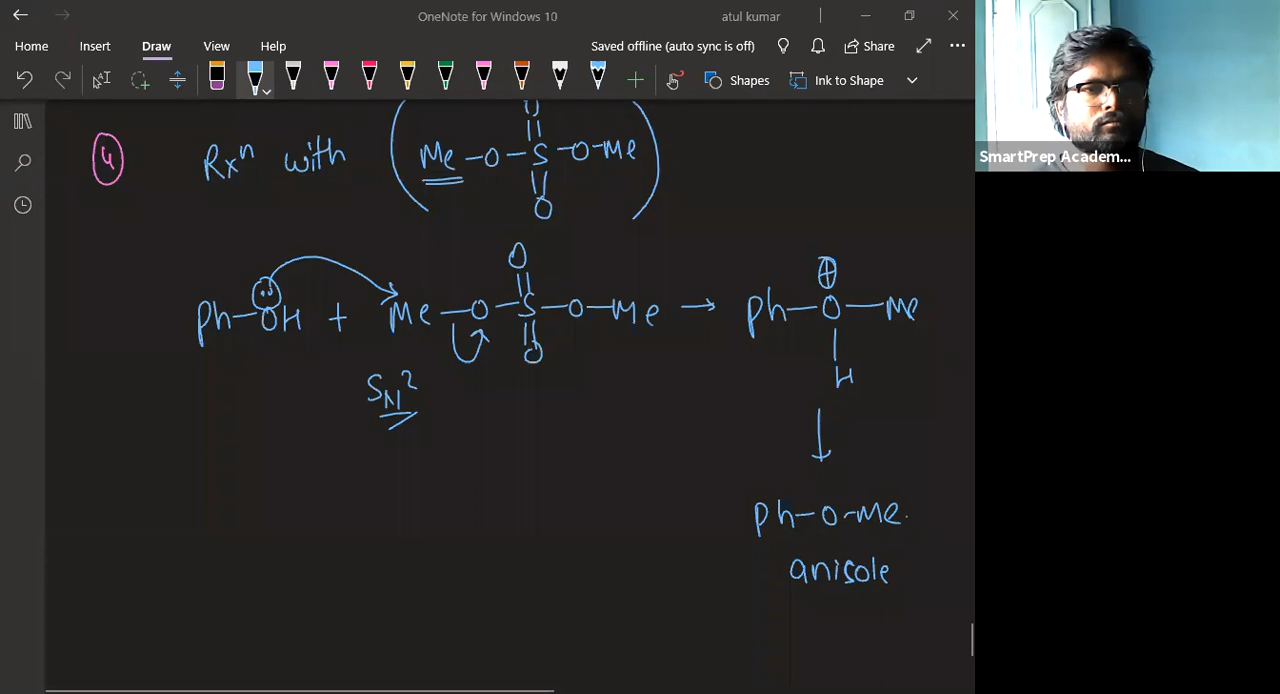 OneNote for Windows 10
atul kumar
Home Insert Draw View Help
Saved offline (auto sync is off)
Share
Shapes
Ink to Shape
SmartPrep Academ...
4 Rxⁿ with (Me-O-S-O-Me)
O
O
Ph-OH + Me-O-S-O-Me → Ph-O-Me
O
O
⊕
H
SN2
Ph-O-Me
anisole